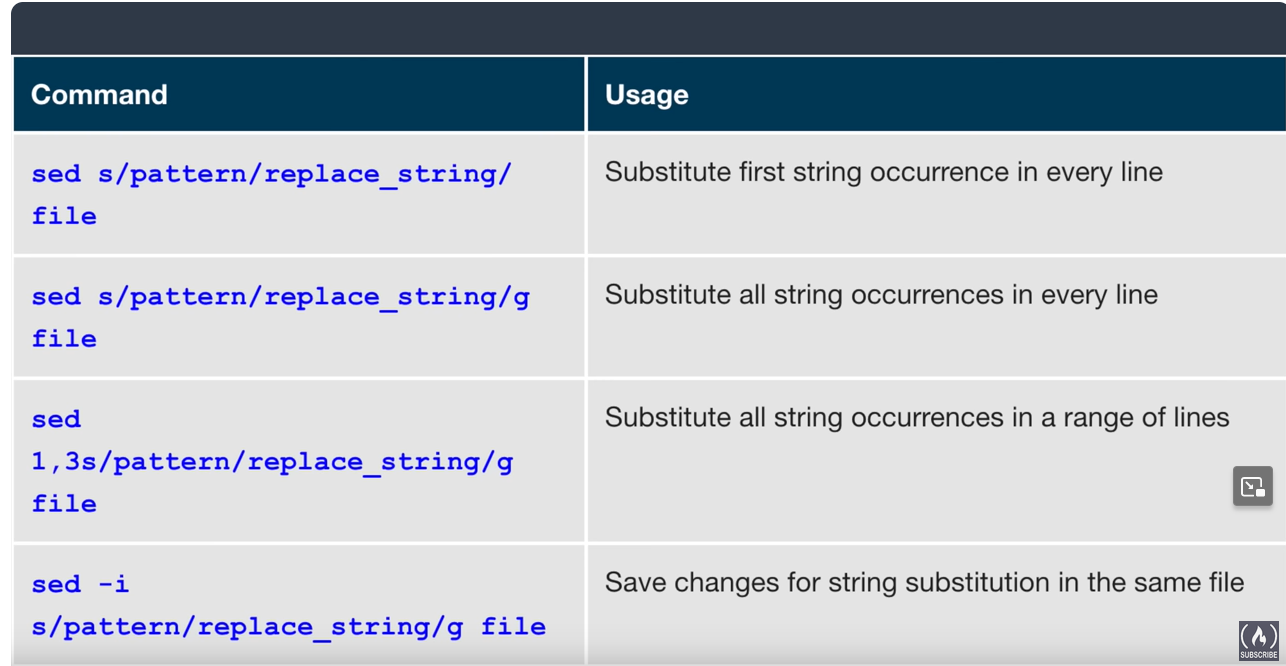 Command
Usage
sed s/pattern/replace_string/
file
Substitute first string occurrence in every line
sed s/pattern/replace_string/g
file
Substitute all string occurrences in every line
sed
1,3s/pattern/replace_string/g
file
Substitute all string occurrences in a range of lines
sed -i
s/pattern/replace_string/g file
Save changes for string substitution in the same file
SUBSCRIBE